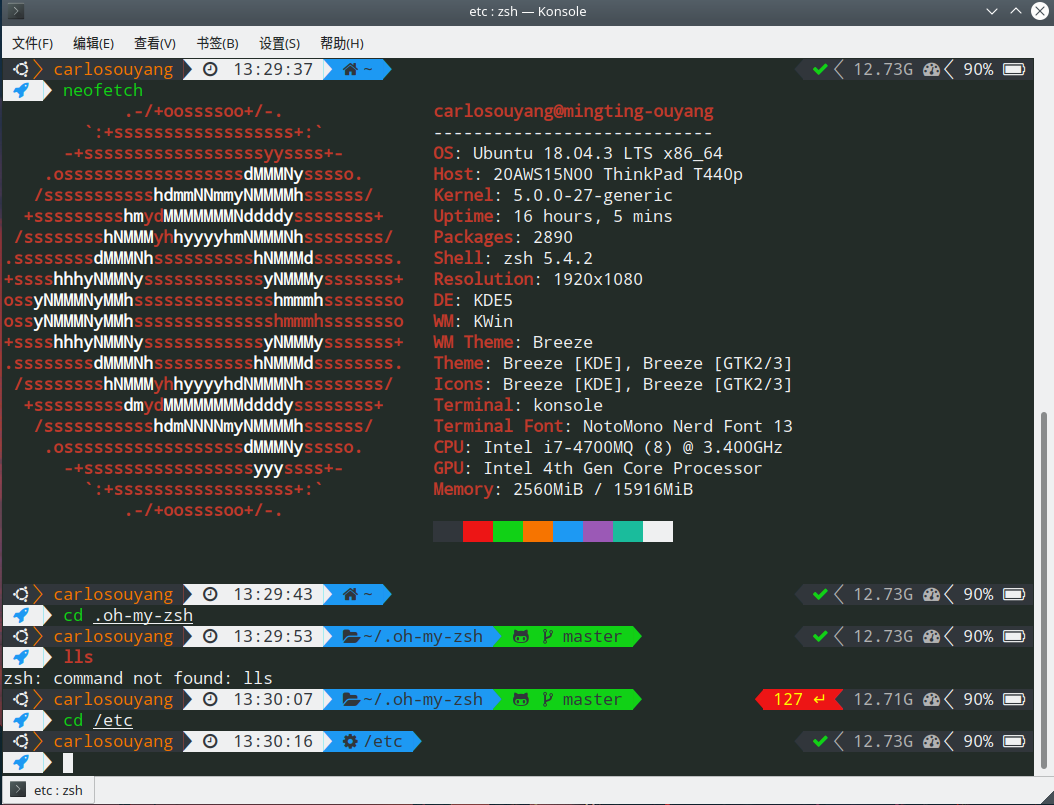 etc : zsh — Konsole
文件(F) 编辑(E) 查看(V) 书签(B) 设置(S) 帮助(H)
carlosouyang 13:29:37 ~ 12.73G 90%
neofetch
.-/+oossssoo+/-.
`:+ssssssssssssssssss+:`
-+ssssssssssssssssssyyssss+-
.ossssssssssssssssssdMMMNysssso.
/ssssssssssshdmmNNmmyNMMMMhssssss/
+ssssssssshmydMMMMMMMNddddyssssssss+
/sssssssshNMMMyhhyyyyhmNMMMNhssssssss/
.ssssssssdMMMNhsssssssssshNMMMdssssssss.
+sssshhhyNMMNyssssssssssssyNMMMysssssss+
ossyNMMMNyMMhsssssssssssssshmmmhssssssso
ossyNMMMNyMMhsssssssssssssshmmmhssssssso
+sssshhhyNMMNyssssssssssssyNMMMysssssss+
.ssssssssdMMMNhsssssssssshNMMMdssssssss.
/sssssssshNMMMyhhyyyyhdNMMMNhssssssss/
+sssssssssdmydMMMMMMMMddddyssssssss+
/ssssssssssshdmNNNNmyNMMMMhssssss/
.ossssssssssssssssssdMMMNysssso.
-+sssssssssssssssssyyyssss+-
`:+ssssssssssssssssss+:`
.-/+oossssoo+/-.
carlosouyang@mingting-ouyang
----------------------------
OS: Ubuntu 18.04.3 LTS x86_64
Host: 20AWS15N00 ThinkPad T440p
Kernel: 5.0.0-27-generic
Uptime: 16 hours, 5 mins
Packages: 2890
Shell: zsh 5.4.2
Resolution: 1920x1080
DE: KDE5
WM: KWin
WM Theme: Breeze
Theme: Breeze [KDE], Breeze [GTK2/3]
Icons: Breeze [KDE], Breeze [GTK2/3]
Terminal: konsole
Terminal Font: NotoMono Nerd Font 13
CPU: Intel i7-4700MQ (8) @ 3.400GHz
GPU: Intel 4th Gen Core Processor
Memory: 2560MiB / 15916MiB
carlosouyang 13:29:43 ~ 12.73G 90%
cd .oh-my-zsh
carlosouyang 13:29:53 ~/.oh-my-zsh master 12.73G 90%
lls
zsh: command not found: lls
carlosouyang 13:30:07 ~/.oh-my-zsh master 127 ↵ 12.71G 90%
cd /etc
carlosouyang 13:30:16 /etc 12.73G 90%
etc : zsh